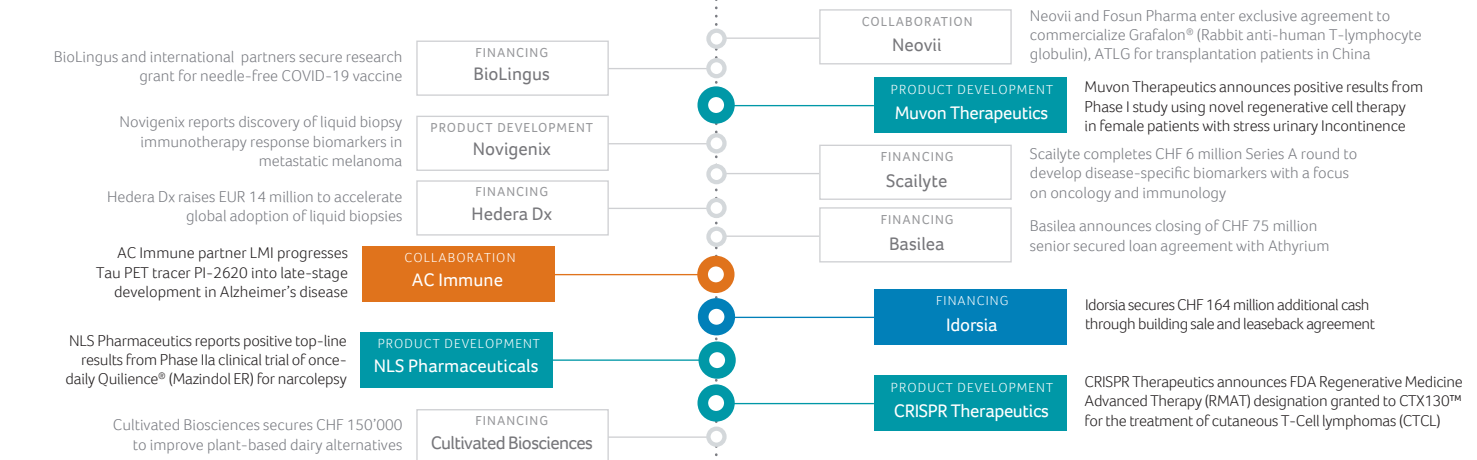 COLLABORATION
Neovii
Neovii and Fosun Pharma enter exclusive agreement to
commercialize Grafalon® (Rabbit anti-human T-lymphocyte
globulin), ATLG for transplantation patients in China
BioLingus and international partners secure research
grant for needle-free COVID-19 vaccine
FINANCING
BioLingus
PRODUCT DEVELOPMENT
Muvon Therapeutics
Muvon Therapeutics announces positive results from
Phase I study using novel regenerative cell therapy
in female patients with stress urinary Incontinence
Novigenix reports discovery of liquid biopsy
immunotherapy response biomarkers in
metastatic melanoma
PRODUCT DEVELOPMENT
Novigenix
FINANCING
Scailyte
Scailyte completes CHF 6 million Series A round to
develop disease-specific biomarkers with a focus
on oncology and immunology
Hedera Dx raises EUR 14 million to accelerate
global adoption of liquid biopsies
FINANCING
Hedera Dx
FINANCING
Basilea
Basilea announces closing of CHF 75 million
senior secured loan agreement with Athyrium
AC Immune partner LMI progresses
Tau PET tracer PI-2620 into late-stage
development in Alzheimer's disease
COLLABORATION
AC Immune
FINANCING
Idorsia
Idorsia secures CHF 164 million additional cash
through building sale and leaseback agreement
NLS Pharmaceutics reports positive top-line
results from Phase IIa clinical trial of once-
daily Quilience® (Mazindol ER) for narcolepsy
PRODUCT DEVELOPMENT
NLS Pharmaceuticals
PRODUCT DEVELOPMENT
CRISPR Therapeutics
CRISPR Therapeutics announces FDA Regenerative Medicine
Advanced Therapy (RMAT) designation granted to CTX130™
for the treatment of cutaneous T-Cell lymphomas (CTCL)
Cultivated Biosciences secures CHF 150'000
to improve plant-based dairy alternatives
FINANCING
Cultivated Biosciences